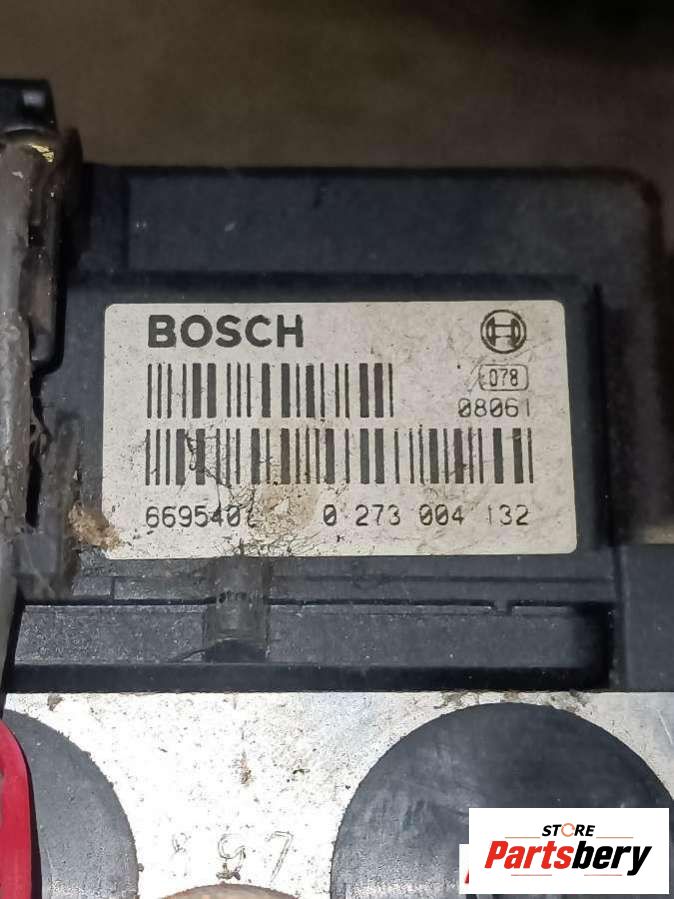 BOSCH
078
08061
0 273 004 132
STORE
Partsbery